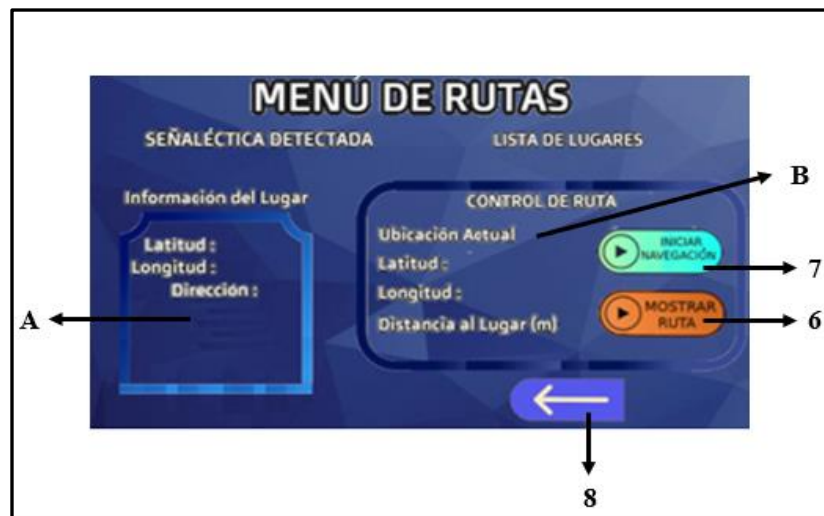 MENÚ DE RUTAS
SEÑALÉCTICA DETECTADA
LISTA DE LUGARES
Información del Lugar
Latitud :
Longitud :
Dirección :
A
CONTROL DE RUTA
Ubicación Actual
Latitud :
Longitud :
Distancia al Lugar (m)
B
INICIAR
NAVEGACIÓN
7
MOSTRAR
RUTA
6
8